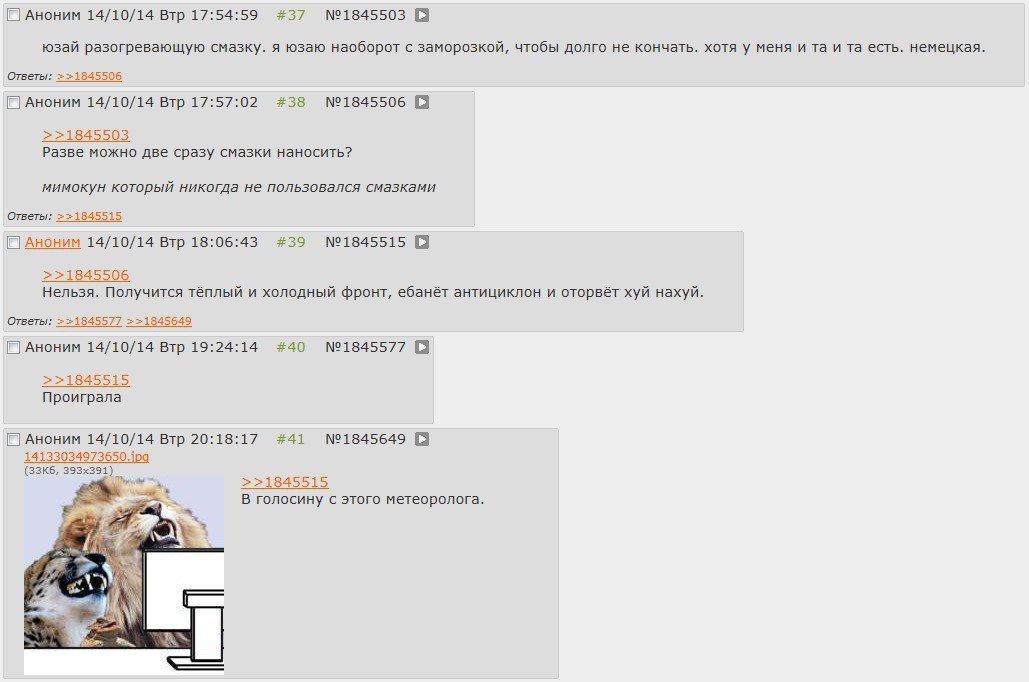 Аноним 14/10/14 Втр 17:54:59 #37 №1845503
юзай разогревающую смазку. я юзаю наоборот с заморозкой, чтобы долго не кончать. хотя у меня и та и та есть. немецкая.
Ответы: >>1845506
Аноним 14/10/14 Втр 17:57:02 #38 №1845506
>>1845503
Разве можно две сразу смазки наносить?
мимокун который никогда не пользовался смазками
Ответы: >>1845515
Аноним 14/10/14 Втр 18:06:43 #39 №1845515
>>1845506
Нельзя. Получится тёплый и холодный фронт, ебанёт антициклон и оторвёт хуй нахуй.
Ответы: >>1845577 >>1845649
Аноним 14/10/14 Втр 19:24:14 #40 №1845577
>>1845515
Проиграла
Аноним 14/10/14 Втр 20:18:17 #41 №1845649
14133034973650.jpg
(33Кб, 393x391)
>>1845515
В голосину с этого метеоролога.